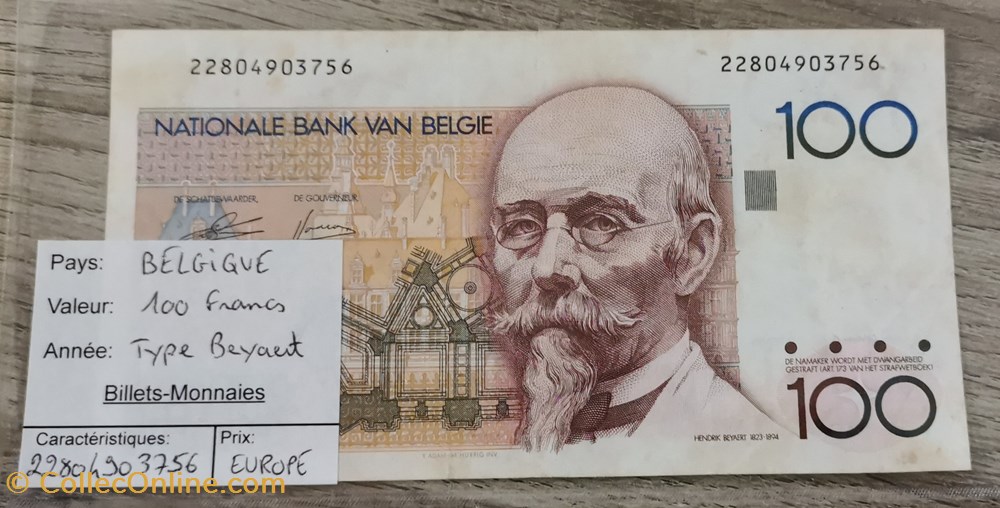 22804903756 22804903756
NATIONALE BANK VAN BELGIE 100
DE SCHATBEWAARDER, DE GOUVERNEUR,
DE NAMAKER WORDT MET DWANGARBEID
GESTRAFT (ART 173 VAN HET STRAFWETBOEK)
100
HENDRIK BEYAERT 1823-1894
Pays: BELGIQUE
Valeur: 100 Francs
Année: Type Beyaert
Billets-Monnaies
Caractéristiques: Prix:
22804903756 EUROPE
© CollecOnline.com